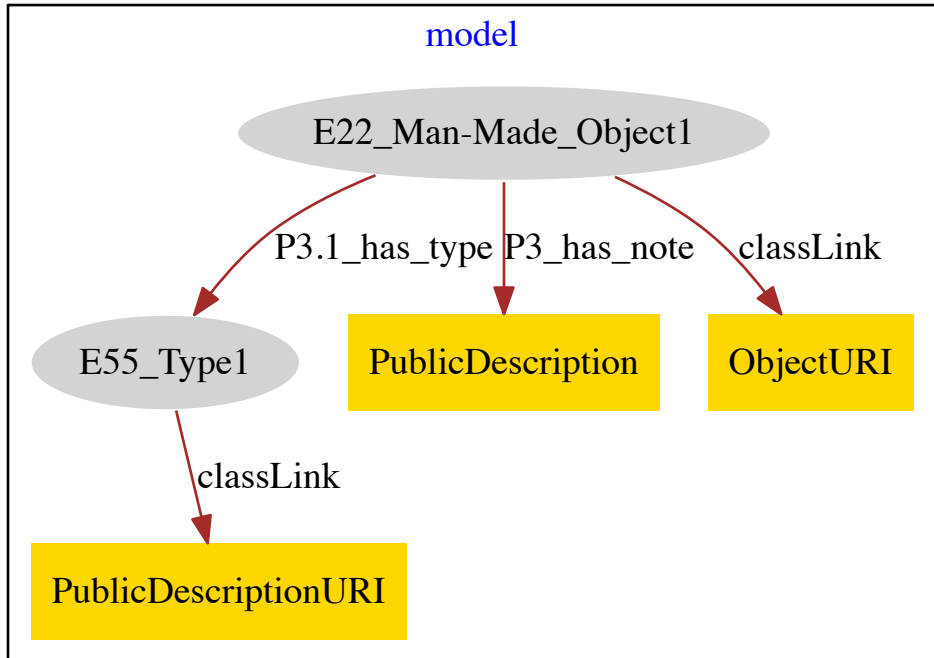 model
E22_Man-Made_Object1
P3.1_has_type
P3_has_note
classLink
E55_Type1
PublicDescription
ObjectURI
classLink
PublicDescriptionURI